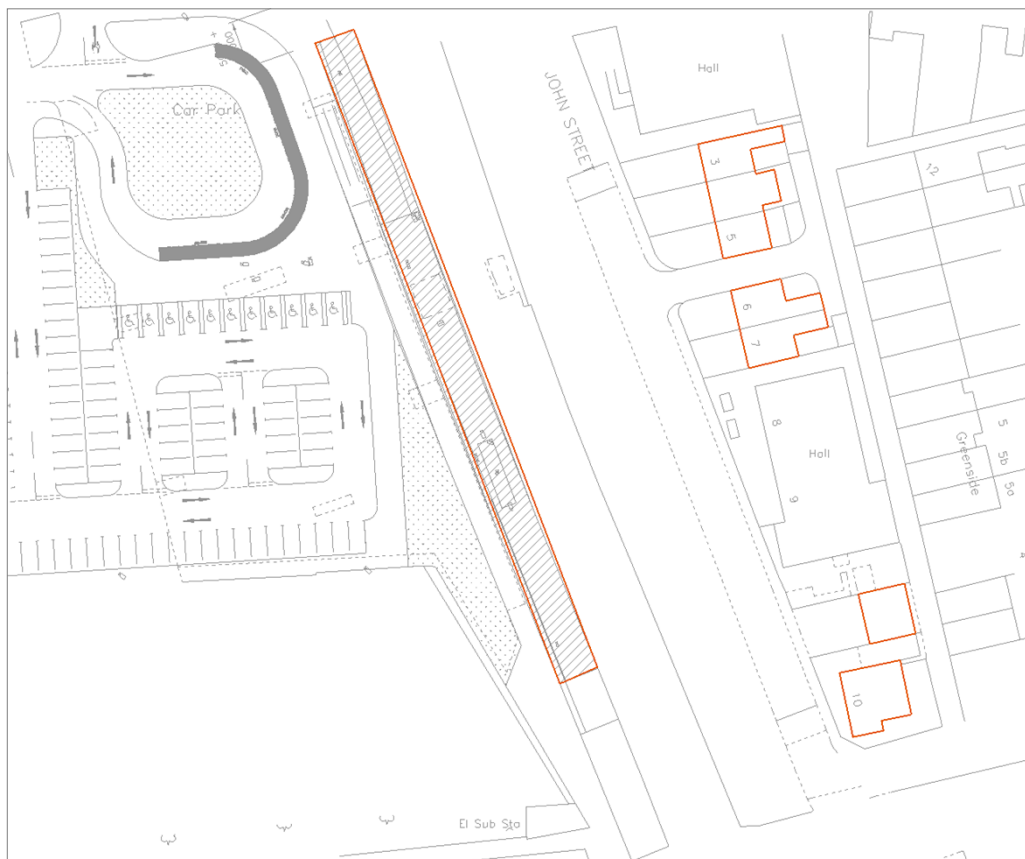 Hall
JOHN STREET
Car Park
3
12
5
6
7
8
Hall
9
5
Greenside
5b
5a
10
El Sub Sta